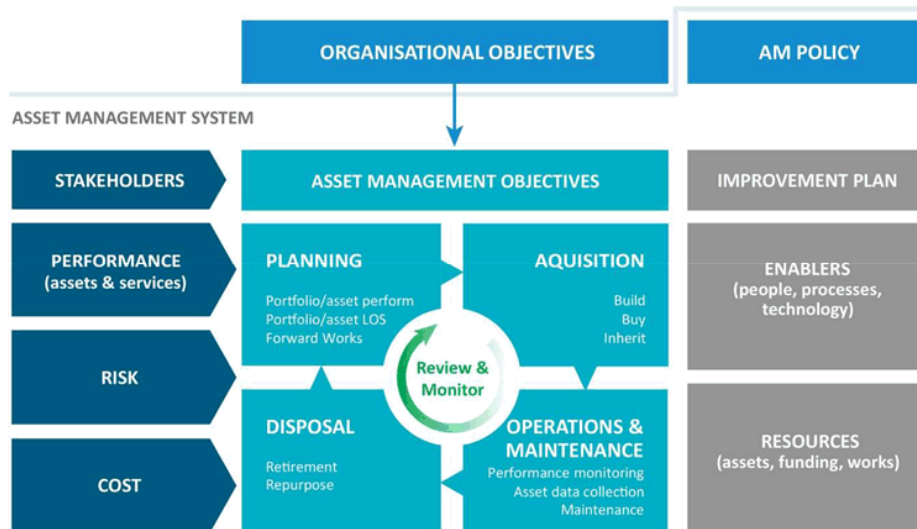 ORGANISATIONAL OBJECTIVES
AM POLICY
ASSET MANAGEMENT SYSTEM
STAKEHOLDERS
ASSET MANAGEMENT OBJECTIVES
IMPROVEMENT PLAN
PERFORMANCE
(assets & services)
RISK
COST
PLANNING
Portfolio/asset perform
Portfolio/asset LOS
Forward Works
AQUISITION
Build
Buy
Inherit
Review &
Monitor
DISPOSAL
Retirement
Repurpose
OPERATIONS &
MAINTENANCE
Performance monitoring
Asset data collection
Maintenance
ENABLERS
(people, processes,
technology)
RESOURCES
(assets, funding, works)